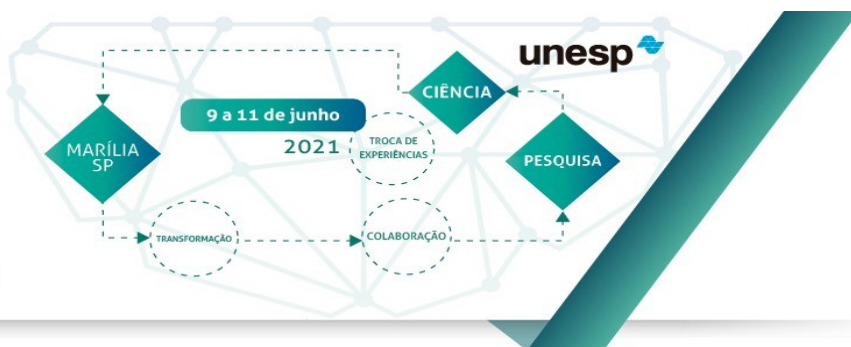 unesp
CIÊNCIA
9 a 11 de junho
2021
TROCA DE
EXPERIÊNCIAS
MARÍLIA
SP
PESQUISA
TRANSFORMAÇÃO
COLABORAÇÃO